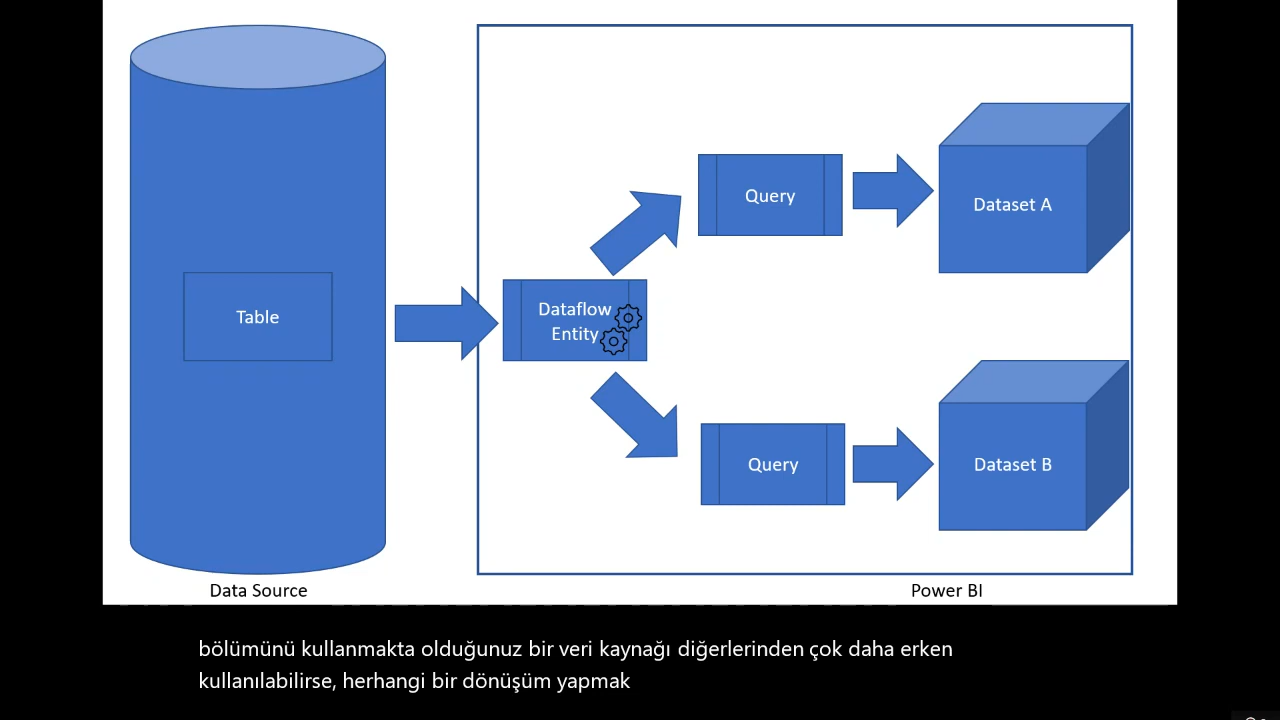 Query
Dataset A
Table
Dataflow
Entity
Query
Dataset B
Data Source
Power BI
bölümünü kullanmakta olduğunuz bir veri kaynağı diğerlerinden çok daha erken
kullanılabilirse, herhangi bir dönüşüm yapmak